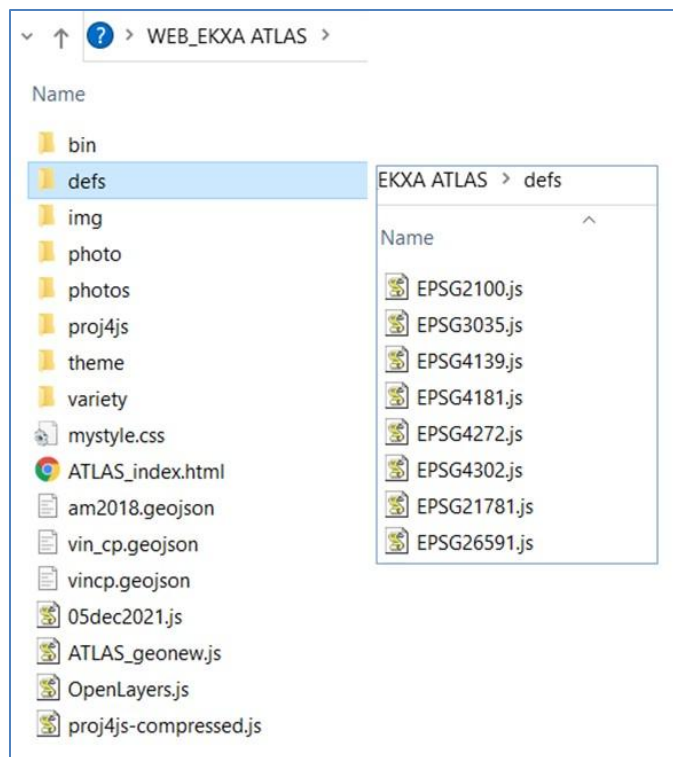 WEB_EKXA ATLAS
Name
bin
defs
img
photo
photos
proj4js
theme
variety
mystyle.css
ATLAS_index.html
am2018.geojson
vin_cp.geojson
vincp.geojson
05dec2021.js
ATLAS_geonew.js
OpenLayers.js
proj4js-compressed.js
EKXA ATLAS > defs
Name
EPSG2100.js
EPSG3035.js
EPSG4139.js
EPSG4181.js
EPSG4272.js
EPSG4302.js
EPSG21781.js
EPSG26591.js